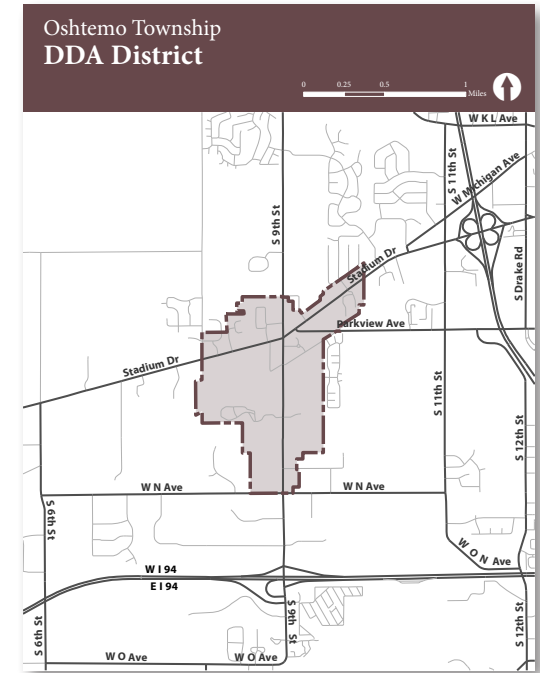 Oshtemo Township
DDA District
0 0.25 0.5 1
Miles
W K L Ave
S 11th St
W Michigan Ave
S 9th St
S Drake Rd
Stadium Dr
Parkview Ave
Stadium Dr
S 11th St
S 12th St
W N Ave
W N Ave
S 6th St
W O N Ave
W I 94
E I 94
S 9th St
S 12th St
S 6th St
W O Ave
W O Ave